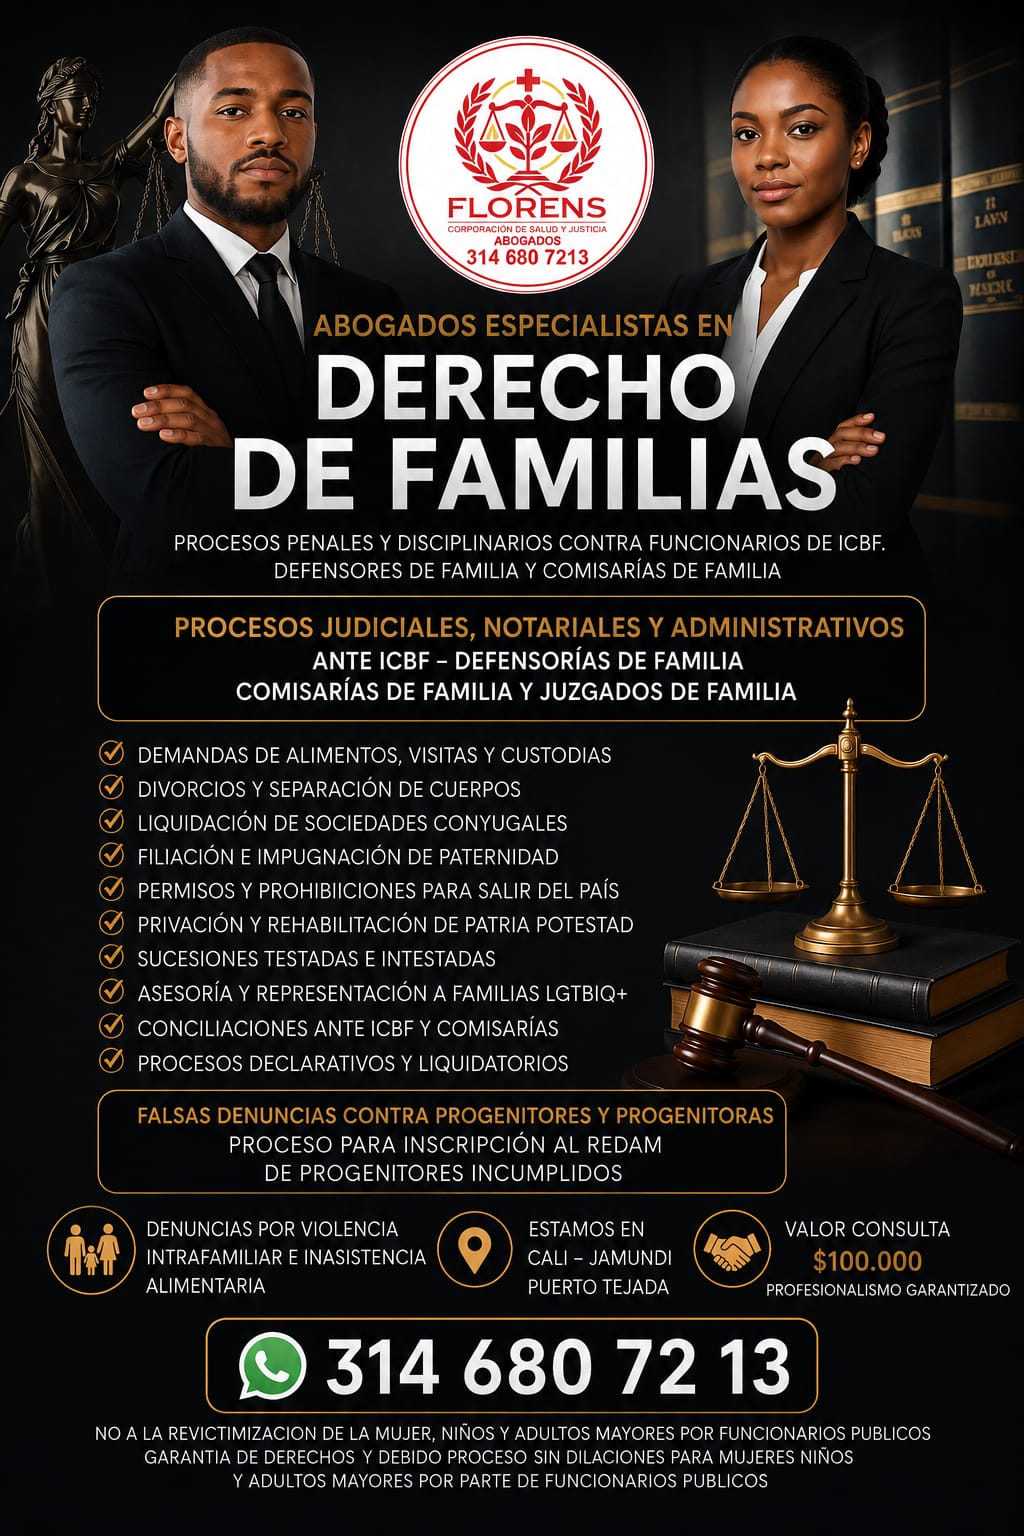 FLORENS
CORPORACIÓN DE SALUD Y JUSTICIA
ABOGADOS
314 680 7213
ABOGADOS ESPECIALISTAS EN
DERECHO
DE FAMILIAS
PROCESOS PENALES Y DISCIPLINARIOS CONTRA FUNCIONARIOS DE ICBF.
DEFENSORES DE FAMILIA Y COMISARÍAS DE FAMILIA
PROCESOS JUDICIALES, NOTARIALES Y ADMINISTRATIVOS
ANTE ICBF – DEFENSORÍAS DE FAMILIA
COMISARÍAS DE FAMILIA Y JUZGADOS DE FAMILIA
DEMANDAS DE ALIMENTOS, VISITAS Y CUSTODIAS
DIVORCIOS Y SEPARACIÓN DE CUERPOS
LIQUIDACIÓN DE SOCIEDADES CONYUGALES
FILIACIÓN E IMPUGNACIÓN DE PATERNIDAD
PERMISOS Y PROHIBIICIONES PARA SALIR DEL PAÍS
PRIVACIÓN Y REHABILITACIÓN DE PATRIA POTESTAD
SUCESIONES TESTADAS E INTESTADAS
ASESORÍA Y REPRESENTACIÓN A FAMILIAS LGTBIQ+
CONCILIACIONES ANTE ICBF Y COMISARÍAS
PROCESOS DECLARATIVOS Y LIQUIDATORIOS
FALSAS DENUNCIAS CONTRA PROGENITORES Y PROGENITORAS
PROCESO PARA INSCRIPCIÓN AL REDAM
DE PROGENITORES INCUMPLIDOS
DENUNCIAS POR VIOLENCIA
INTRAFAMILIAR E INASISTENCIA
ALIMENTARIA
ESTAMOS EN
CALI – JAMUNDI
PUERTO TEJADA
VALOR CONSULTA
$100.000
PROFESIONALISMO GARANTIZADO
314 680 72 13
NO A LA REVICTIMIZACION DE LA MUJER, NIÑOS Y ADULTOS MAYORES POR FUNCIONARIOS PUBLICOS
GARANTIA DE DERECHOS Y DEBIDO PROCESO SIN DILACIONES PARA MUJERES NIÑOS
Y ADULTOS MAYORES POR PARTE DE FUNCIONARIOS PUBLICOS